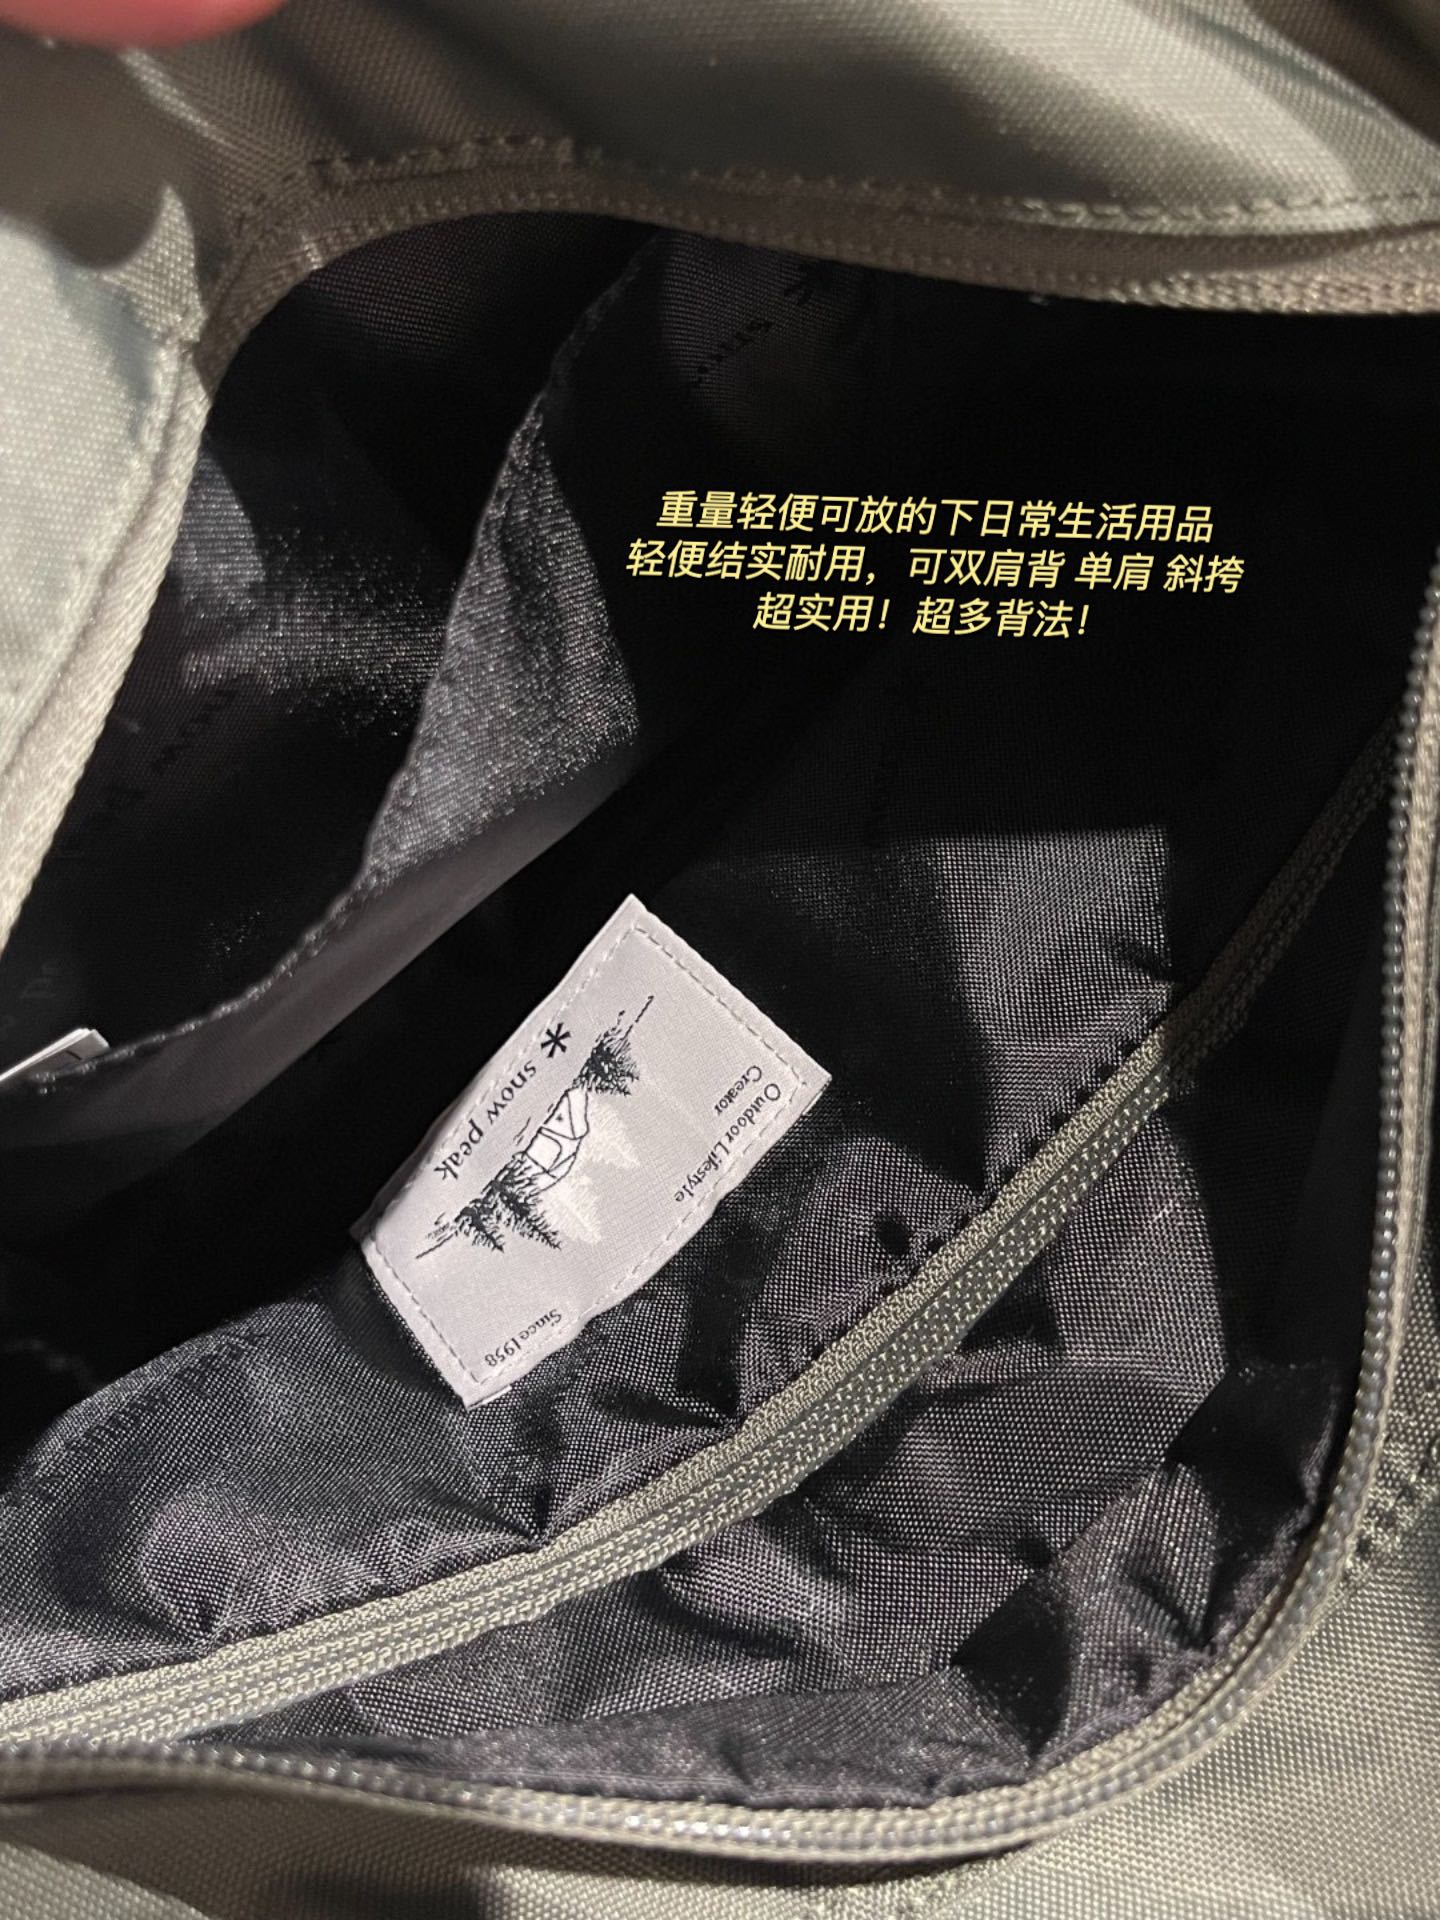 重量轻便可放的下日常生活用品
轻便结实耐用，可双肩背 单肩 斜挎
超实用！超多背法！
Outdoor Lifestyle
Creator
snow peak
Since 1958